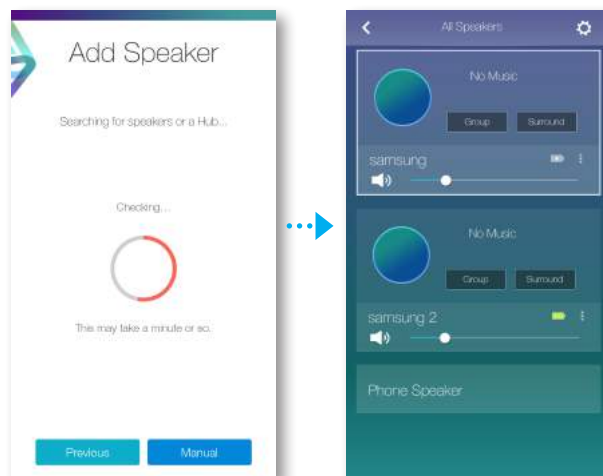 Add Speaker
Searching for speakers or a Hub...
Checking...
This may take a minute or so.
Previous
Manual
All Speakers
No Music
Group
Surround
samsung
No Music
Group
Surround
samsung 2
Phone Speaker